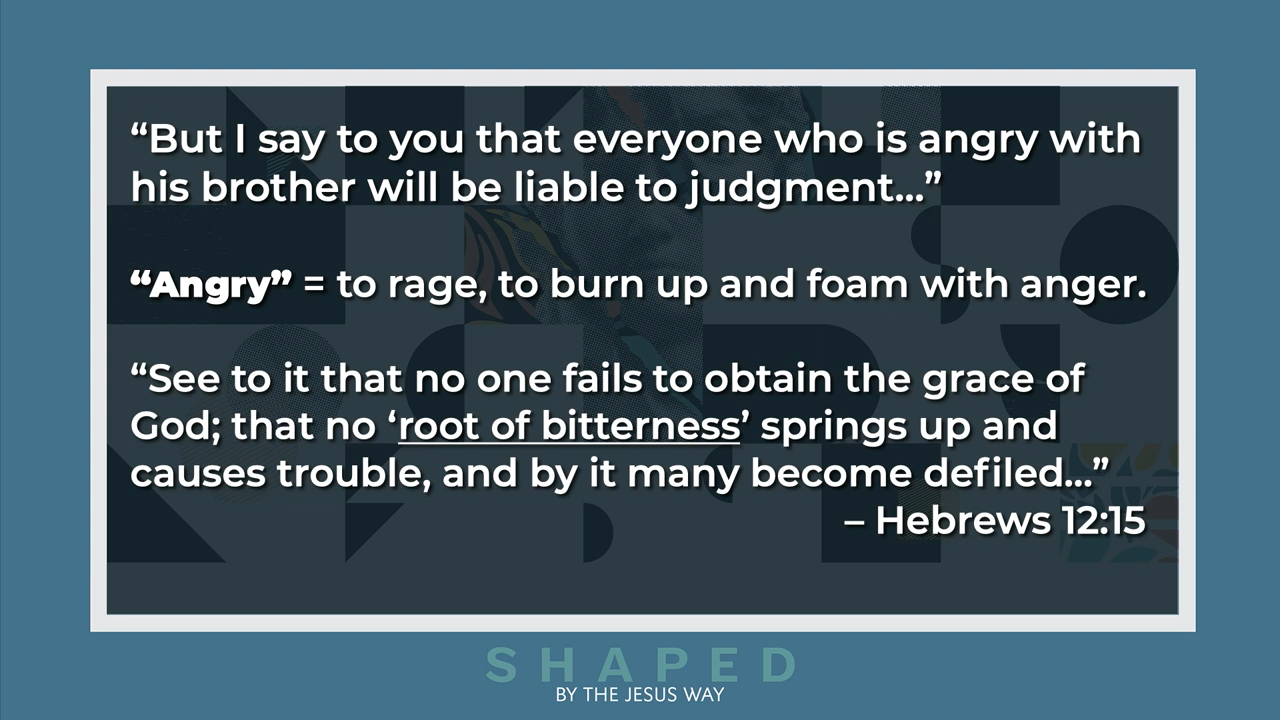 “But I say to you that everyone who is angry with
his brother will be liable to judgment...”
“Angry” = to rage, to burn up and foam with anger.
“See to it that no one fails to obtain the grace of
God; that no ‘root of bitterness’ springs up and
causes trouble, and by it many become defiled...”
– Hebrews 12:15
SHAPED
BY THE JESUS WAY